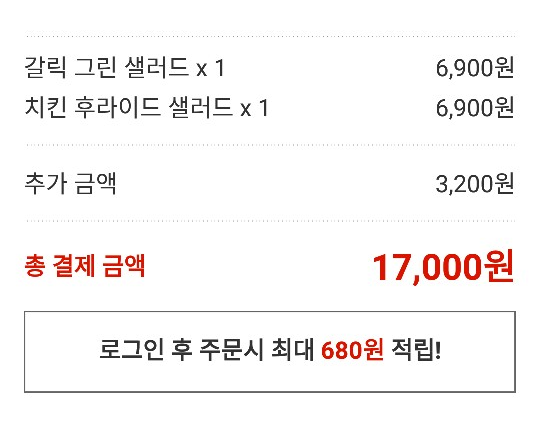 갈릭 그린 샐러드 x 1 6,900원
치킨 후라이드 샐러드 x 1 6,900원
추가 금액 3,200원
총 결제 금액 17,000원
로그인 후 주문시 최대 680원 적립!